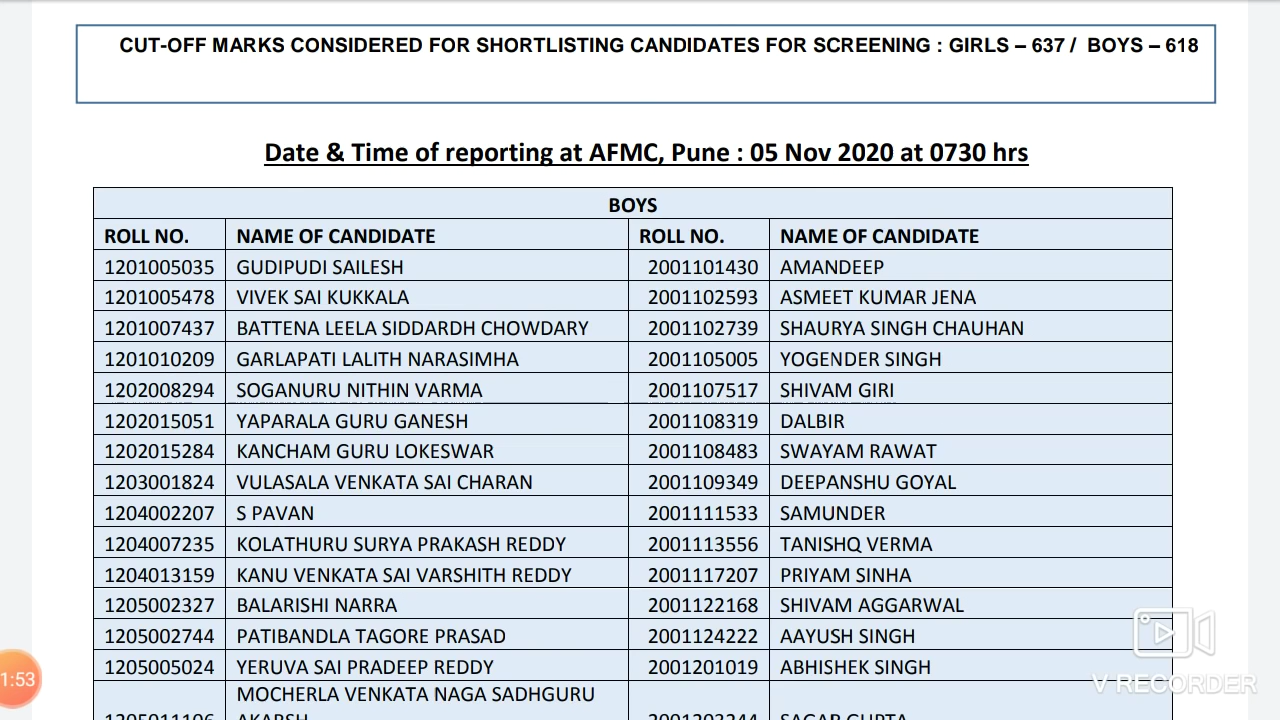 CUT-OFF MARKS CONSIDERED FOR SHORTLISTING CANDIDATES FOR SCREENING : GIRLS – 637 / BOYS – 618
Date & Time of reporting at AFMC, Pune : 05 Nov 2020 at 0730 hrs
BOYS
ROLL NO. NAME OF CANDIDATE ROLL NO. NAME OF CANDIDATE
1201005035 GUDIPUDI SAILESH 2001101430 AMANDEEP
1201005478 VIVEK SAI KUKKALA 2001102593 ASMEET KUMAR JENA
1201007437 BATTENA LEELA SIDDARDH CHOWDARY 2001102739 SHAURYA SINGH CHAUHAN
1201010209 GARLAPATI LALITH NARASIMHA 2001105005 YOGENDER SINGH
1202008294 SOGANURU NITHIN VARMA 2001107517 SHIVAM GIRI
1202015051 YAPARALA GURU GANESH 2001108319 DALBIR
1202015284 KANCHAM GURU LOKESWAR 2001108483 SWAYAM RAWAT
1203001824 VULASALA VENKATA SAI CHARAN 2001109349 DEEPANSHU GOYAL
1204002207 S PAVAN 2001111533 SAMUNDER
1204007235 KOLATHURU SURYA PRAKASH REDDY 2001113556 TANISHQ VERMA
1204013159 KANU VENKATA SAI VARSHITH REDDY 2001117207 PRIYAM SINHA
1205002327 BALARISHI NARRA 2001122168 SHIVAM AGGARWAL
1205002744 PATIBANDLA TAGORE PRASAD 2001124222 AAYUSH SINGH
1205005024 YERUVA SAI PRADEEP REDDY 2001201019 ABHISHEK SINGH
MOCHERLA VENKATA NAGA SADHGURU
AKARSH SAGAR GUPTA
1:53
V RECORDER